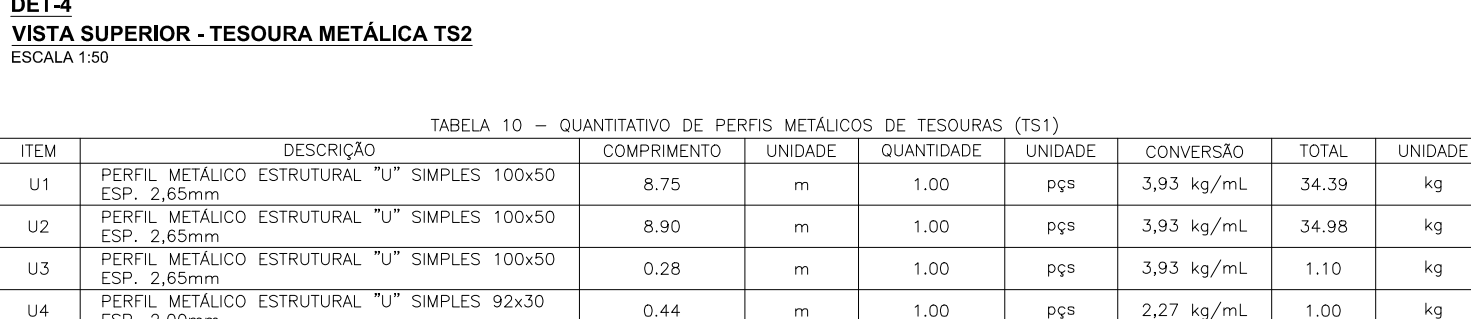 DET-4
VISTA SUPERIOR - TESOURA METÁLICA TS2
ESCALA 1:50
TABELA 10 – QUANTITATIVO DE PERFIS METÁLICOS DE TESOURAS (TS1)
ITEM DESCRIÇÃO COMPRIMENTO UNIDADE QUANTIDADE UNIDADE CONVERSÃO TOTAL UNIDADE
U1 PERFIL METÁLICO ESTRUTURAL "U" SIMPLES 100x50 8.75 m 1.00 pçs 3,93 kg/mL 34.39 kg
ESP. 2,65mm
U2 PERFIL METÁLICO ESTRUTURAL "U" SIMPLES 100x50 8.90 m 1.00 pçs 3,93 kg/mL 34.98 kg
ESP. 2,65mm
U3 PERFIL METÁLICO ESTRUTURAL "U" SIMPLES 100x50 0.28 m 1.00 pçs 3,93 kg/mL 1.10 kg
ESP. 2,65mm
U4 PERFIL METÁLICO ESTRUTURAL "U" SIMPLES 92x30 0.44 m 1.00 pçs 2,27 kg/mL 1.00 kg
ESP. 2,00mm